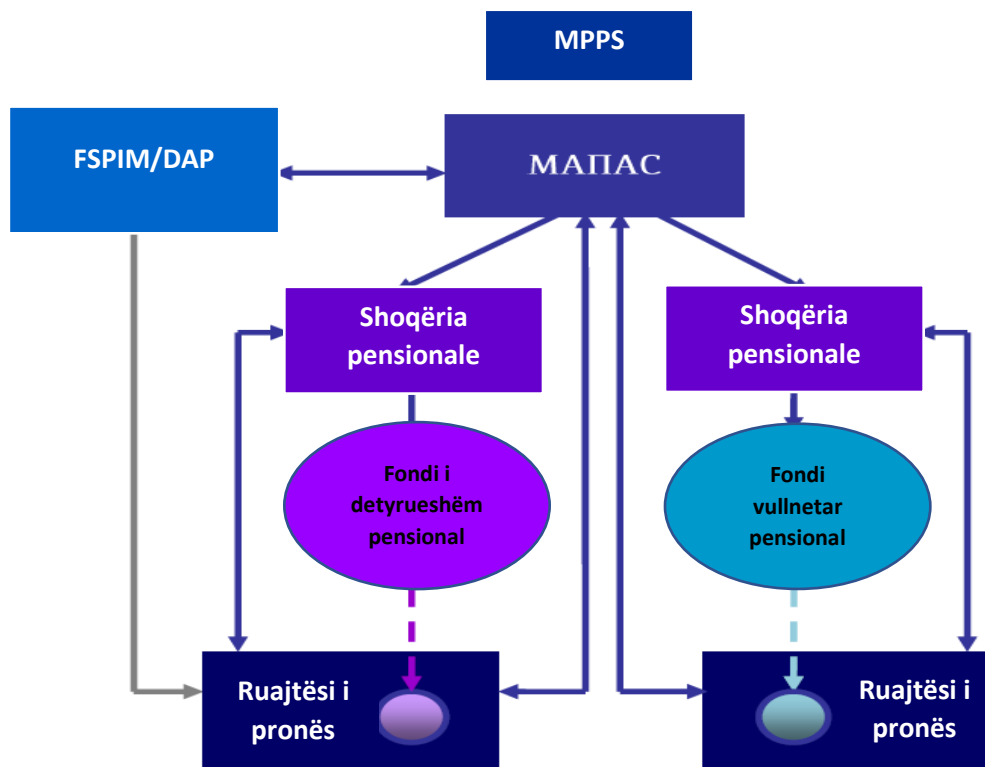 MPPS
FSPIM/DAP
МАПАС
Shoqëria
pensionale
Shoqëria
pensionale
Fondi i
detyrueshëm
pensional
Fondi
vullnetar
pensional
Ruajtësi i
pronës
Ruajtësi i
pronës